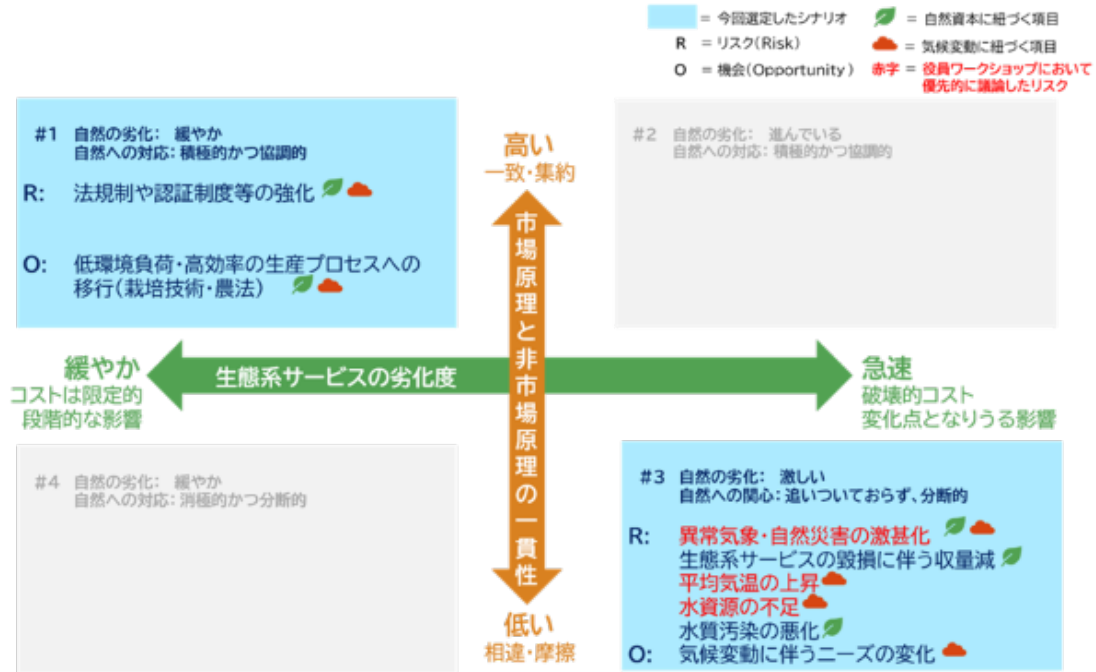 = 今回選定したシナリオ
= 自然資本に紐づく項目
R = リスク(Risk)
= 気候変動に紐づく項目
O = 機会(Opportunity)
赤字 = 役員ワークショップにおいて
優先的に議論したリスク
#1 自然の劣化： 緩やか
自然への対応：積極的かつ協調的
R: 法規制や認証制度等の強化
O: 低環境負荷・高効率の生産プロセスへの
移行(栽培技術・農法)
高い
一致・集約
#2 自然の劣化： 進んでいる
自然への対応：積極的かつ協調的
市場原理と非市場原理の一貫性
緩やか
コストは限定的
段階的な影響
生態系サービスの劣化度
急速
破壊的コスト
変化点となりうる影響
#4 自然の劣化： 緩やか
自然への対応：消極的かつ分断的
低い
相違・摩擦
#3 自然の劣化： 激しい
自然への関心：追いついておらず、分断的
R: 異常気象・自然災害の激甚化
生態系サービスの毀損に伴う収量減
平均気温の上昇
水資源の不足
水質汚染の悪化
O: 気候変動に伴うニーズの変化